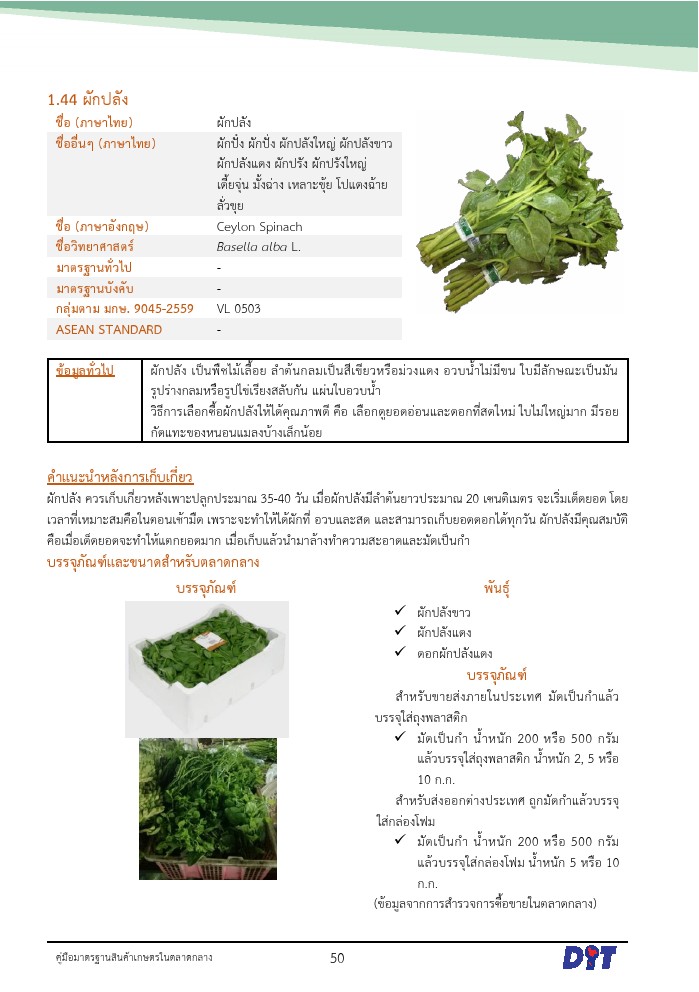 1.44 ผักปลัง
ชื่อ (ภาษาไทย) ผักปลัง
ชื่ออื่นๆ (ภาษาไทย) ผักปั๋ง ผักปั่ง ผักปลังใหญ่ ผักปลังขาว
ผักปลังแดง ผักปรัง ผักปรังใหญ่
เตี้ยจุ่น มั้งฉ่าง เหลาะขุ้ย โปแดงฉ้าย
ลั่วขุย
ชื่อ (ภาษาอังกฤษ) Ceylon Spinach
ชื่อวิทยาศาสตร์ Basella alba L.
มาตรฐานทั่วไป -
มาตรฐานบังคับ -
กลุ่มตาม มกษ. 9045-2559 VL 0503
ASEAN STANDARD -
ข้อมูลทั่วไป ผักปลัง เป็นพืชไม้เลื้อย ลำต้นกลมเป็นสีเขียวหรือม่วงแดง อวบน้ำไม่มีขน ใบมีลักษณะเป็นมัน
รูปร่างกลมหรือรูปไข่เรียงสลับกัน แผ่นใบอวบน้ำ
วิธีการเลือกซื้อผักปลังให้ได้คุณภาพดี คือ เลือกดูยอดอ่อนและดอกที่สดใหม่ ใบไม่ใหญ่มาก มีรอย
กัดแทะของหนอนแมลงบ้างเล็กน้อย
คำแนะนำหลังการเก็บเกี่ยว
ผักปลัง ควรเก็บเกี่ยวหลังเพาะปลูกประมาณ 35-40 วัน เมื่อผักปลังมีลำต้นยาวประมาณ 20 เซนติเมตร จะเริ่มเด็ดยอด โดย
เวลาที่เหมาะสมคือในตอนเช้ามืด เพราะจะทำให้ได้ผักที่ อวบและสด และสามารถเก็บยอดดอกได้ทุกวัน ผักปลังมีคุณสมบัติ
คือเมื่อเด็ดยอดจะทำให้แตกยอดมาก เมื่อเก็บแล้วนำมาล้างทำความสะอาดและมัดเป็นกำ
บรรจุภัณฑ์และขนาดสำหรับตลาดกลาง
บรรจุภัณฑ์
พันธุ์
✓ ผักปลังขาว
✓ ผักปลังแดง
✓ ดอกผักปลังแดง
บรรจุภัณฑ์
สำหรับขายส่งภายในประเทศ มัดเป็นกำแล้ว
บรรจุใส่ถุงพลาสติก
✓ มัดเป็นกำ น้ำหนัก 200 หรือ 500 กรัม
แล้วบรรจุใส่ถุงพลาสติก น้ำหนัก 2, 5 หรือ
10 ก.ก.
สำหรับส่งออกต่างประเทศ ถูกมัดกำแล้วบรรจุ
ใส่กล่องโฟม
✓ มัดเป็นกำ น้ำหนัก 200 หรือ 500 กรัม
แล้วบรรจุใส่กล่องโฟม น้ำหนัก 5 หรือ 10
ก.ก.
(ข้อมูลจากการสำรวจการซื้อขายในตลาดกลาง)
คู่มือมาตรฐานสินค้าเกษตรในตลาดกลาง 50 DIT